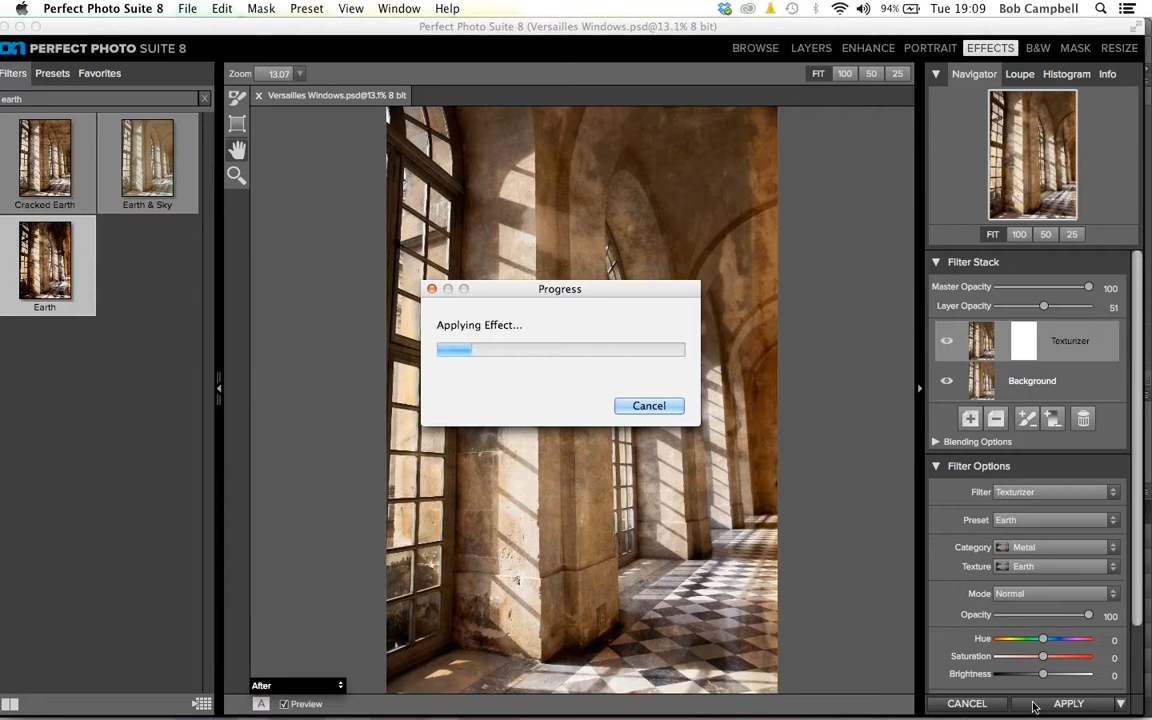 Perfect Photo Suite 8 File Edit Mask Preset View Window Help 94% Tue 19:09 Bob Campbell
Perfect Photo Suite 8 (Versailles Windows.psd@13.1% 8 bit)
on PERFECT PHOTO SUITE 8 BROWSE LAYERS ENHANCE PORTRAIT EFFECTS B&W MASK RESIZE
Filters Presets Favorites
Zoom 13.07 FIT 100 50 25
Navigator Loupe Histogram Info
earth
x Versailles Windows.psd@13.1% 8 bit
Cracked Earth
Earth & Sky
Earth
FIT 100 50 25
Filter Stack
Master Opacity 100
Layer Opacity 51
Texturizer
Background
Blending Options
Progress
Applying Effect...
Cancel
Filter Options
Filter Texturizer
Preset Earth
Category Metal
Texture Earth
Mode Normal
Opacity 100
Hue 0
Saturation 0
Brightness 0
After
A Preview
CANCEL APPLY